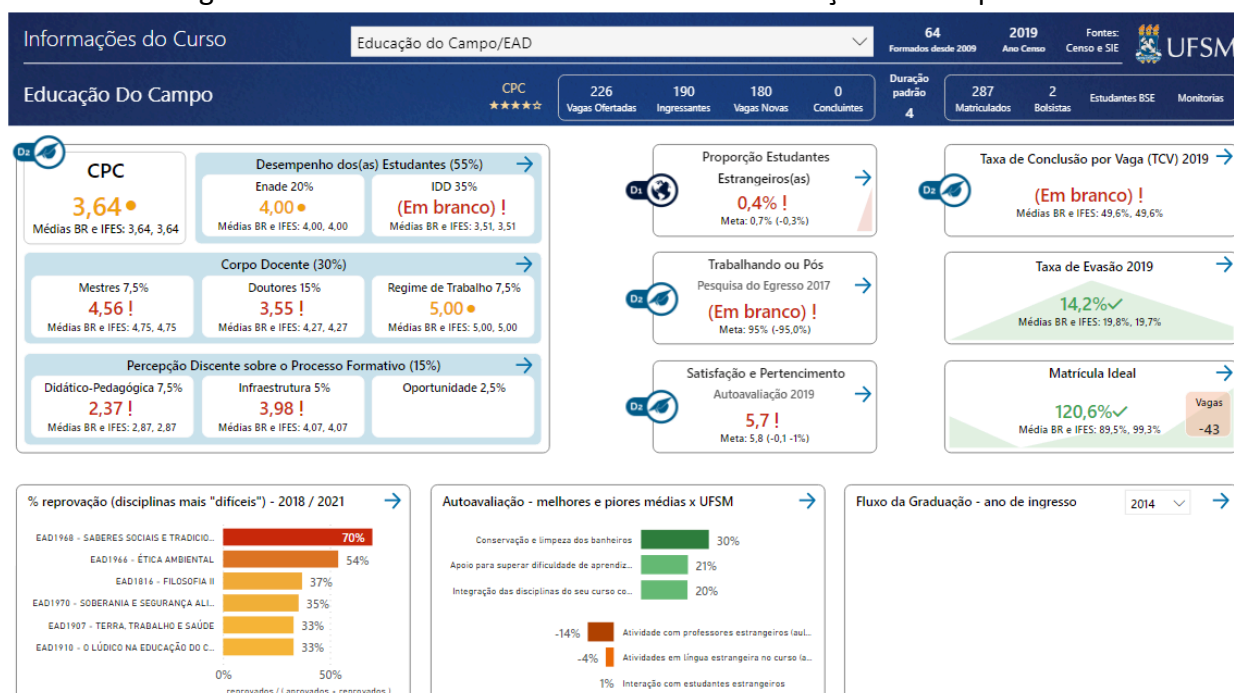 Informações do Curso
Educação do Campo/EAD
64
Formados desde 2009
2019
Ano Censo
Fontes:
Censo e SIE
UFSM
Educação Do Campo
CPC
★★★★☆
226
Vagas Ofertadas
190
Ingressantes
180
Vagas Novas
0
Concluintes
Duração
padrão
4
287
Matriculados
2
Bolsistas
Estudantes BSE
Monitorias
D2
CPC
3,64
Médias BR e IFES: 3,64, 3,64
Desempenho dos(as) Estudantes (55%)
Enade 20%
4,00
Médias BR e IFES: 4,00, 4,00
IDD 35%
(Em branco) !
Médias BR e IFES: 3,51, 3,51
Corpo Docente (30%)
Mestres 7,5%
4,56 !
Médias BR e IFES: 4,75, 4,75
Doutores 15%
3,55 !
Médias BR e IFES: 4,27, 4,27
Regime de Trabalho 7,5%
5,00
Médias BR e IFES: 5,00, 5,00
Percepção Discente sobre o Processo Formativo (15%)
Didático-Pedagógica 7,5%
2,37 !
Médias BR e IFES: 2,87, 2,87
Infraestrutura 5%
3,98 !
Médias BR e IFES: 4,07, 4,07
Oportunidade 2,5%
D1
Proporção Estudantes
Estrangeiros(as)
0,4% !
Meta: 0,7% (-0,3%)
D2
Trabalhando ou Pós
Pesquisa do Egresso 2017
(Em branco) !
Meta: 95% (-95,0%)
D2
Satisfação e Pertencimento
Autoavaliação 2019
5,7 !
Meta: 5,8 (-0,1 -1%)
D2
Taxa de Conclusão por Vaga (TCV) 2019
(Em branco) !
Médias BR e IFES: 49,6%, 49,6%
Taxa de Evasão 2019
14,2%
Médias BR e IFES: 19,8%, 19,7%
Matrícula Ideal
120,6%
Média BR e IFES: 89,5%, 99,3%
Vagas
-43
% reprovação (disciplinas mais "difíceis") - 2018 / 2021
EAD1968 - SABERES SOCIAIS E TRADICIO... 70%
EAD1966 - ÉTICA AMBIENTAL 54%
EAD1816 - FILOSOFIA II 37%
EAD1970 - SOBERANIA E SEGURANÇA ALI... 35%
EAD1907 - TERRA, TRABALHO E SAÚDE 33%
EAD1910 - O LÚDICO NA EDUCAÇÃO DO C... 33%
0% 50%
reprovados / ( aprovados + reprovados )
Autoavaliação - melhores e piores médias x UFSM
Conservação e limpeza dos banheiros 30%
Apoio para superar dificuldade de aprendiz... 21%
Integração das disciplinas do seu curso co... 20%
-14% Atividade com professores estrangeiros (aul...
-4% Atividades em língua estrangeira no curso (a...
1% Interação com estudantes estrangeiros
Fluxo da Graduação - ano de ingresso
2014